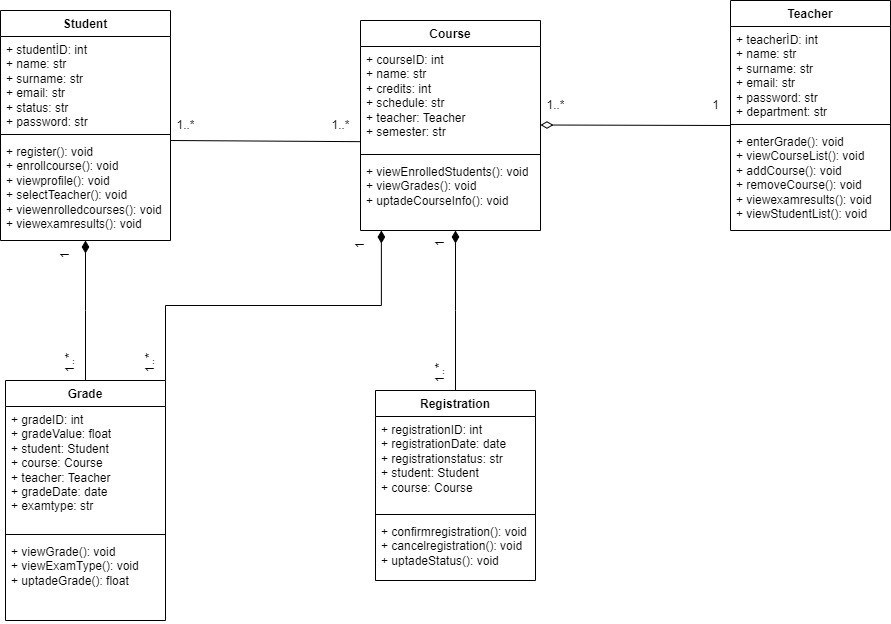 Student
+ studentİD: int
+ name: str
+ surname: str
+ email: str
+ status: str
+ password: str
+ register(): void
+ enrollcourse(): void
+ viewprofile(): void
+ selectTeacher(): void
+ viewenrolledcourses(): void
+ viewexamresults(): void
1..*
1..*
Course
+ courseID: int
+ name: str
+ credits: int
+ schedule: str
+ teacher: Teacher
+ semester: str
+ viewEnrolledStudents(): void
+ viewGrades(): void
+ uptadeCourseInfo(): void
1..*
1
Teacher
+ teacherİD: int
+ name: str
+ surname: str
+ email: str
+ password: str
+ department: str
+ enterGrade(): void
+ viewCourseList(): void
+ addCourse(): void
+ removeCourse(): void
+ viewexamresults(): void
+ viewStudentList(): void
1
1
1
1..*
1..*
1..*
Grade
+ gradeID: int
+ gradeValue: float
+ student: Student
+ course: Course
+ teacher: Teacher
+ gradeDate: date
+ examtype: str
+ viewGrade(): void
+ viewExamType(): void
+ uptadeGrade(): float
Registration
+ registrationID: int
+ registrationDate: date
+ registrationstatus: str
+ student: Student
+ course: Course
+ confirmregistration(): void
+ cancelregistration(): void
+ uptadeStatus(): void